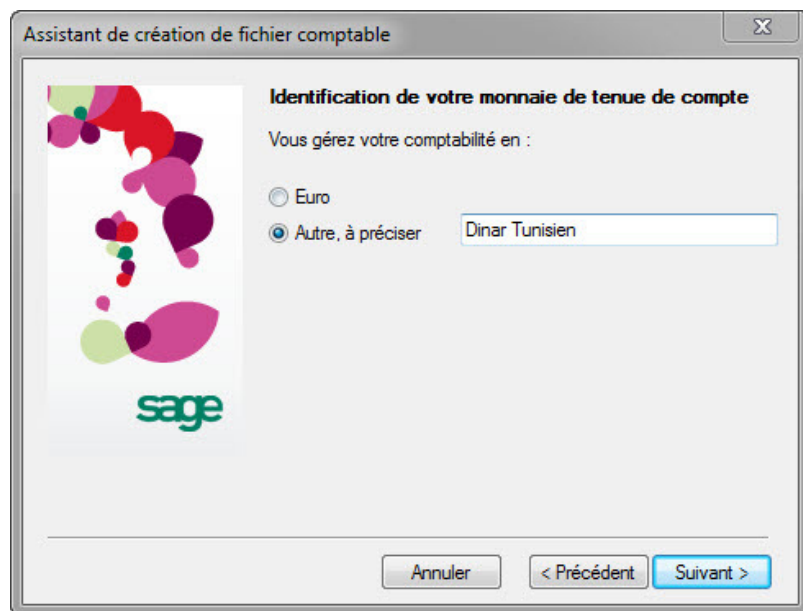 Assistant de création de fichier comptable
Identification de votre monnaie de tenue de compte
Vous gérez votre comptabilité en :
Euro
Autre, à préciser Dinar Tunisien
sage
Annuler < Précédent Suivant >